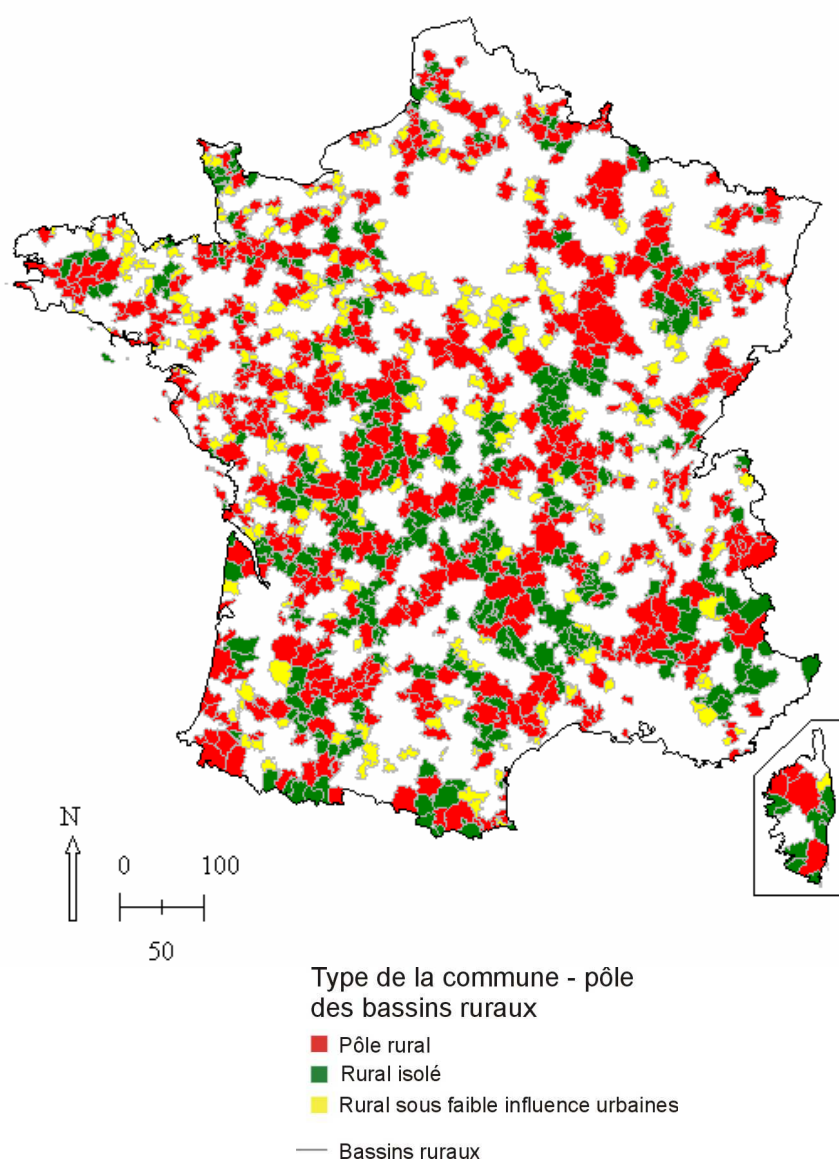 N
0 100
50
Type de la commune - pôle
des bassins ruraux
Pôle rural
Rural isolé
Rural sous faible influence urbaines
Bassins ruraux